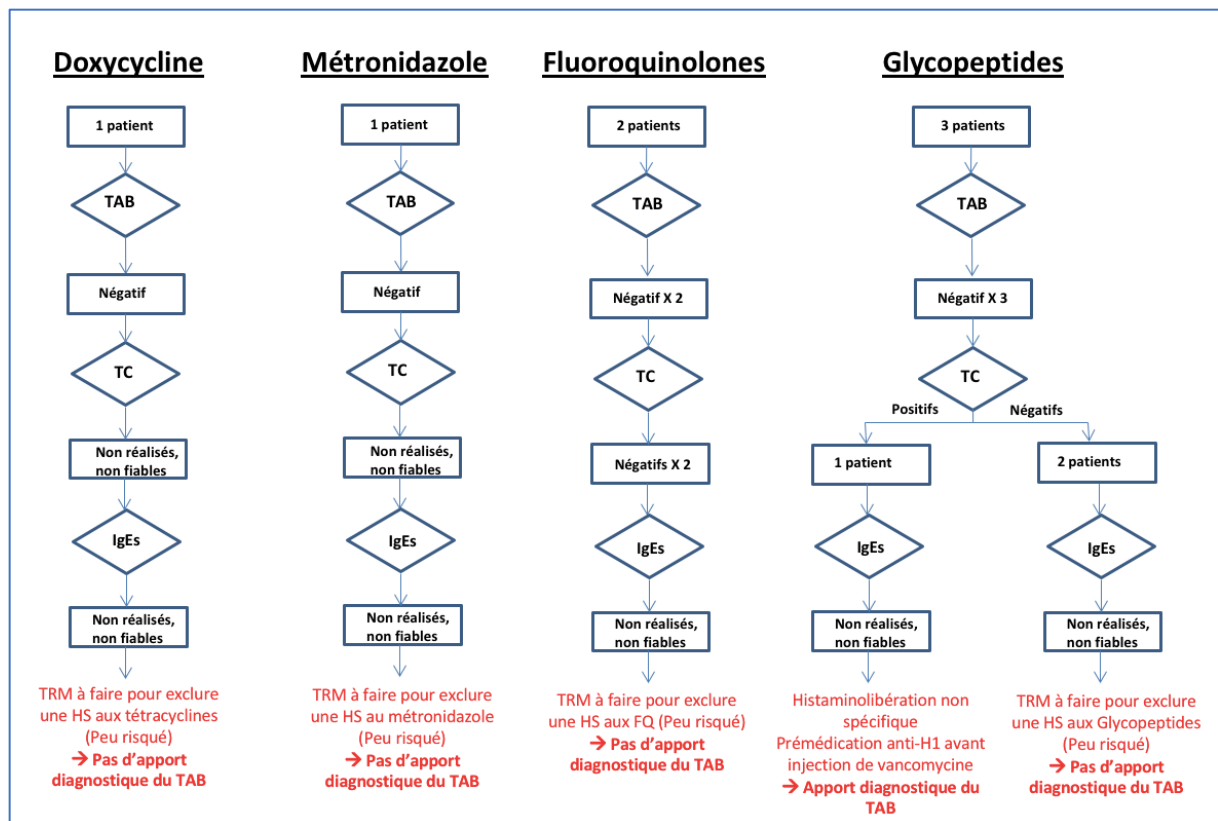 Doxycycline
1 patient
TAB
Négatif
TC
Non réalisés,
non fiables
IgEs
Non réalisés,
non fiables
TRM à faire pour exclure
une HS aux tétracyclines
(Peu risqué)
→ Pas d'apport
diagnostique du TAB
Métronidazole
1 patient
TAB
Négatif
TC
Non réalisés,
non fiables
IgEs
Non réalisés,
non fiables
TRM à faire pour exclure
une HS au métronidazole
(Peu risqué)
→ Pas d'apport
diagnostique du TAB
Fluoroquinolones
2 patients
TAB
Négatif X 2
TC
Négatifs X 2
IgEs
Non réalisés,
non fiables
TRM à faire pour exclure
une HS aux FQ (Peu risqué)
→ Pas d'apport
diagnostique du TAB
Glycopeptides
3 patients
TAB
Négatif X 3
TC
Positifs
Négatifs
1 patient
IgEs
Non réalisés,
non fiables
Histaminolibération non
spécifique
Prémédication anti-H1 avant
injection de vancomycine
→ Apport diagnostique du
TAB
2 patients
IgEs
Non réalisés,
non fiables
TRM à faire pour exclure
une HS aux Glycopeptides
(Peu risqué)
→ Pas d'apport
diagnostique du TAB